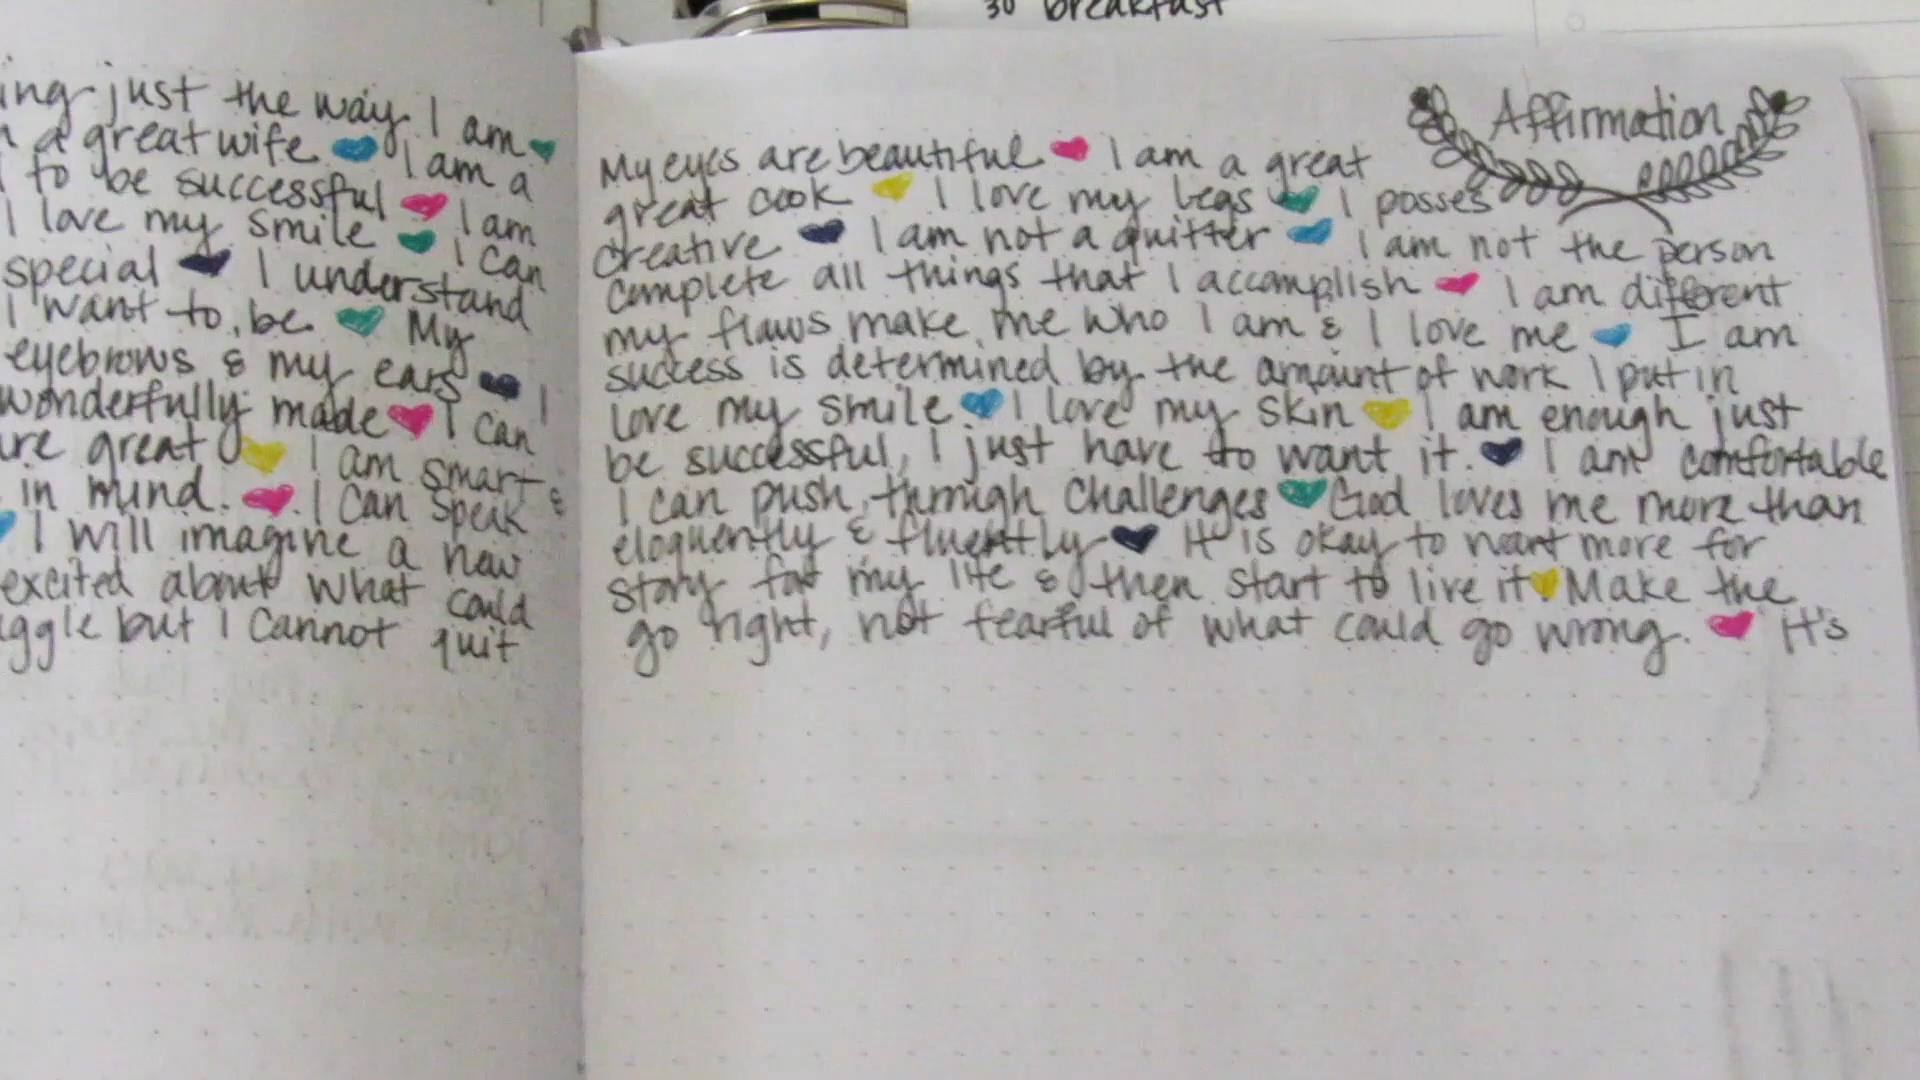 30 breakfast
ing just the way I am
a great wife I am a
to be successful I am
I love my smile I can
special I understand
I want to be. My
eyebrows & my ears I
wonderfully made I can
are great I am smart &
in mind. I can speak
I will imagine a new
excited about what could
uggle but I cannot quit
Affirmation
My eyes are beautiful I am a great
great cook I love my legs I posses
creative I am not a quitter I am not the person
complete all things that I accomplish I am different
my flaws make me who I am & I love me I am
success is determined by the amount of work I put in
love my smile I love my skin I am enough just
be successful, I just have to want it. I am comfortable
I can push through challenges God loves me more than
eloquently & fluently It is okay to want more for
story for my life & then start to live it Make the
go right, not fearful of what could go wrong. It's